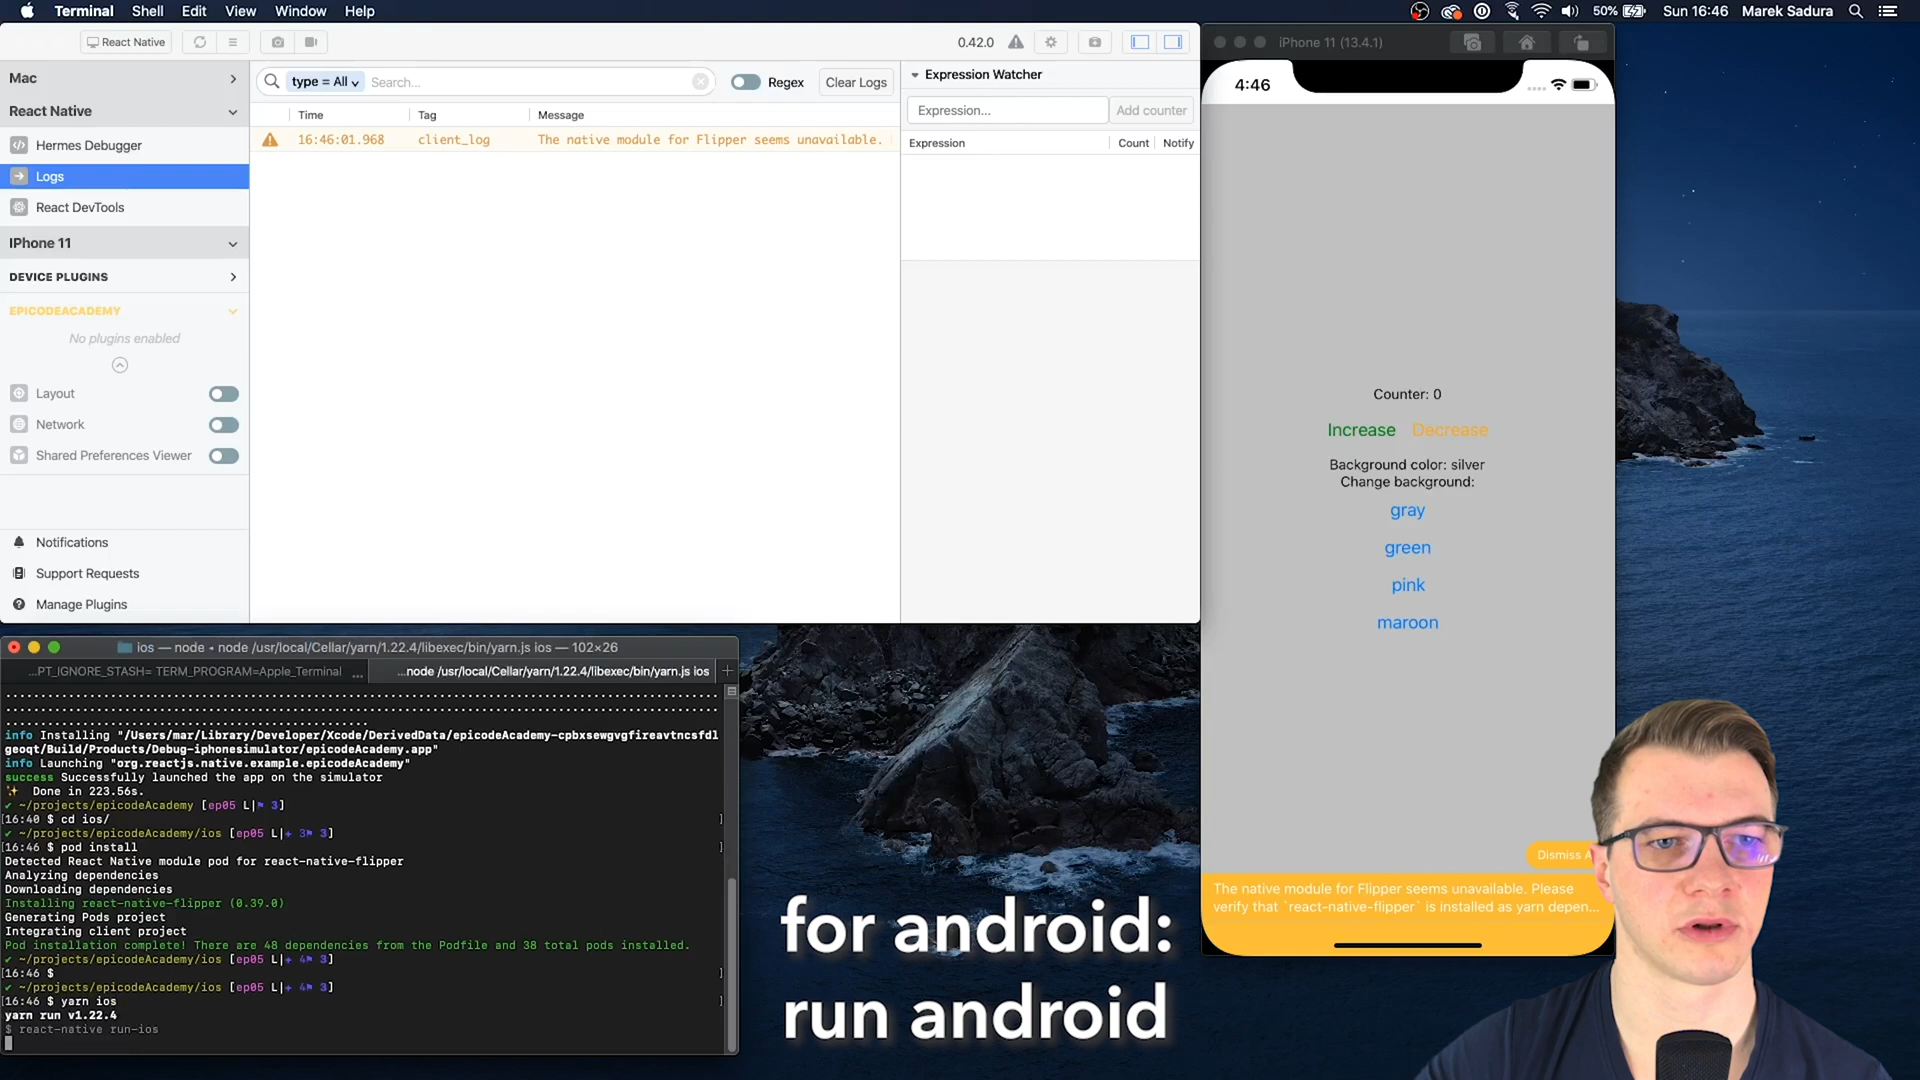 Terminal Shell Edit View Window Help
50% Sun 16:46 Marek Sadura
React Native
0.42.0
Mac
React Native
Hermes Debugger
Logs
React DevTools
IPhone 11
DEVICE PLUGINS
EPICODEACADEMY
No plugins enabled
Layout
Network
Shared Preferences Viewer
Notifications
Support Requests
Manage Plugins
type = All Search...
Regex
Clear Logs
Time Tag Message
16:46:01.968 client_log The native module for Flipper seems unavailable.
Expression Watcher
Expression...
Add counter
Expression Count Notify
iPhone 11 (13.4.1)
4:46
Counter: 0
Increase Decrease
Background color: silver
Change background:
gray
green
pink
maroon
Dismiss A
The native module for Flipper seems unavailable. Please
verify that `react-native-flipper` is installed as yarn depen...
ios — node ◂ node /usr/local/Cellar/yarn/1.22.4/libexec/bin/yarn.js ios — 102×26
...PT_IGNORE_STASH= TERM_PROGRAM=Apple_Terminal ...
...node /usr/local/Cellar/yarn/1.22.4/libexec/bin/yarn.js ios
info Installing "/Users/mar/Library/Developer/Xcode/DerivedData/epicodeAcademy-cpbxsewgvgfireavtncsfdl
geoqt/Build/Products/Debug-iphonesimulator/epicodeAcademy.app"
info Launching "org.reactjs.native.example.epicodeAcademy"
success Successfully launched the app on the simulator
✨ Done in 223.56s.
✔ ~/projects/epicodeAcademy [ep05 L|⚑ 3]
[16:40 $ cd ios/ ]
✔ ~/projects/epicodeAcademy/ios [ep05 L|✚ 3⚑ 3]
[16:46 $ pod install ]
Detected React Native module pod for react-native-flipper
Analyzing dependencies
Downloading dependencies
Installing react-native-flipper (0.39.0)
Generating Pods project
Integrating client project
Pod installation complete! There are 48 dependencies from the Podfile and 38 total pods installed.
✔ ~/projects/epicodeAcademy/ios [ep05 L|✚ 4⚑ 3]
[16:46 $ ]
✔ ~/projects/epicodeAcademy/ios [ep05 L|✚ 4⚑ 3]
[16:46 $ yarn ios ]
yarn run v1.22.4
$ react-native run-ios
for android:
run android